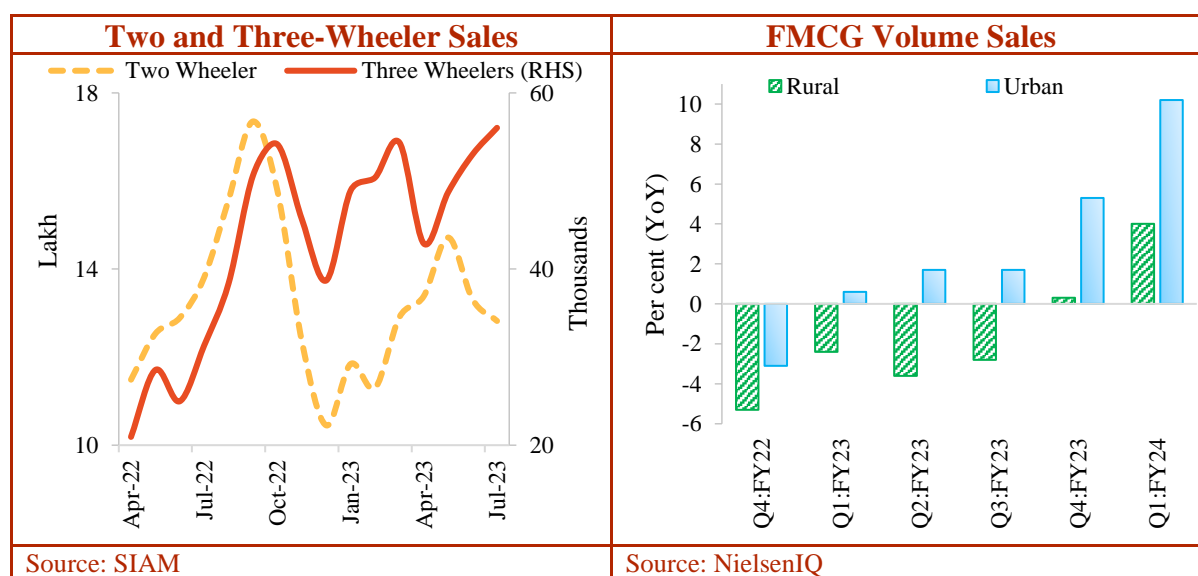 Two and Three-Wheeler Sales
Two Wheeler
Three Wheelers (RHS)
18
14
10
Lakh
60
40
20
Thousands
Apr-22
Jul-22
Oct-22
Jan-23
Apr-23
Jul-23
Source: SIAM
FMCG Volume Sales
Rural
Urban
10
8
6
4
2
0
-2
-4
-6
Per cent (YoY)
Q4:FY22
Q1:FY23
Q2:FY23
Q3:FY23
Q4:FY23
Q1:FY24
Source: NielsenIQ